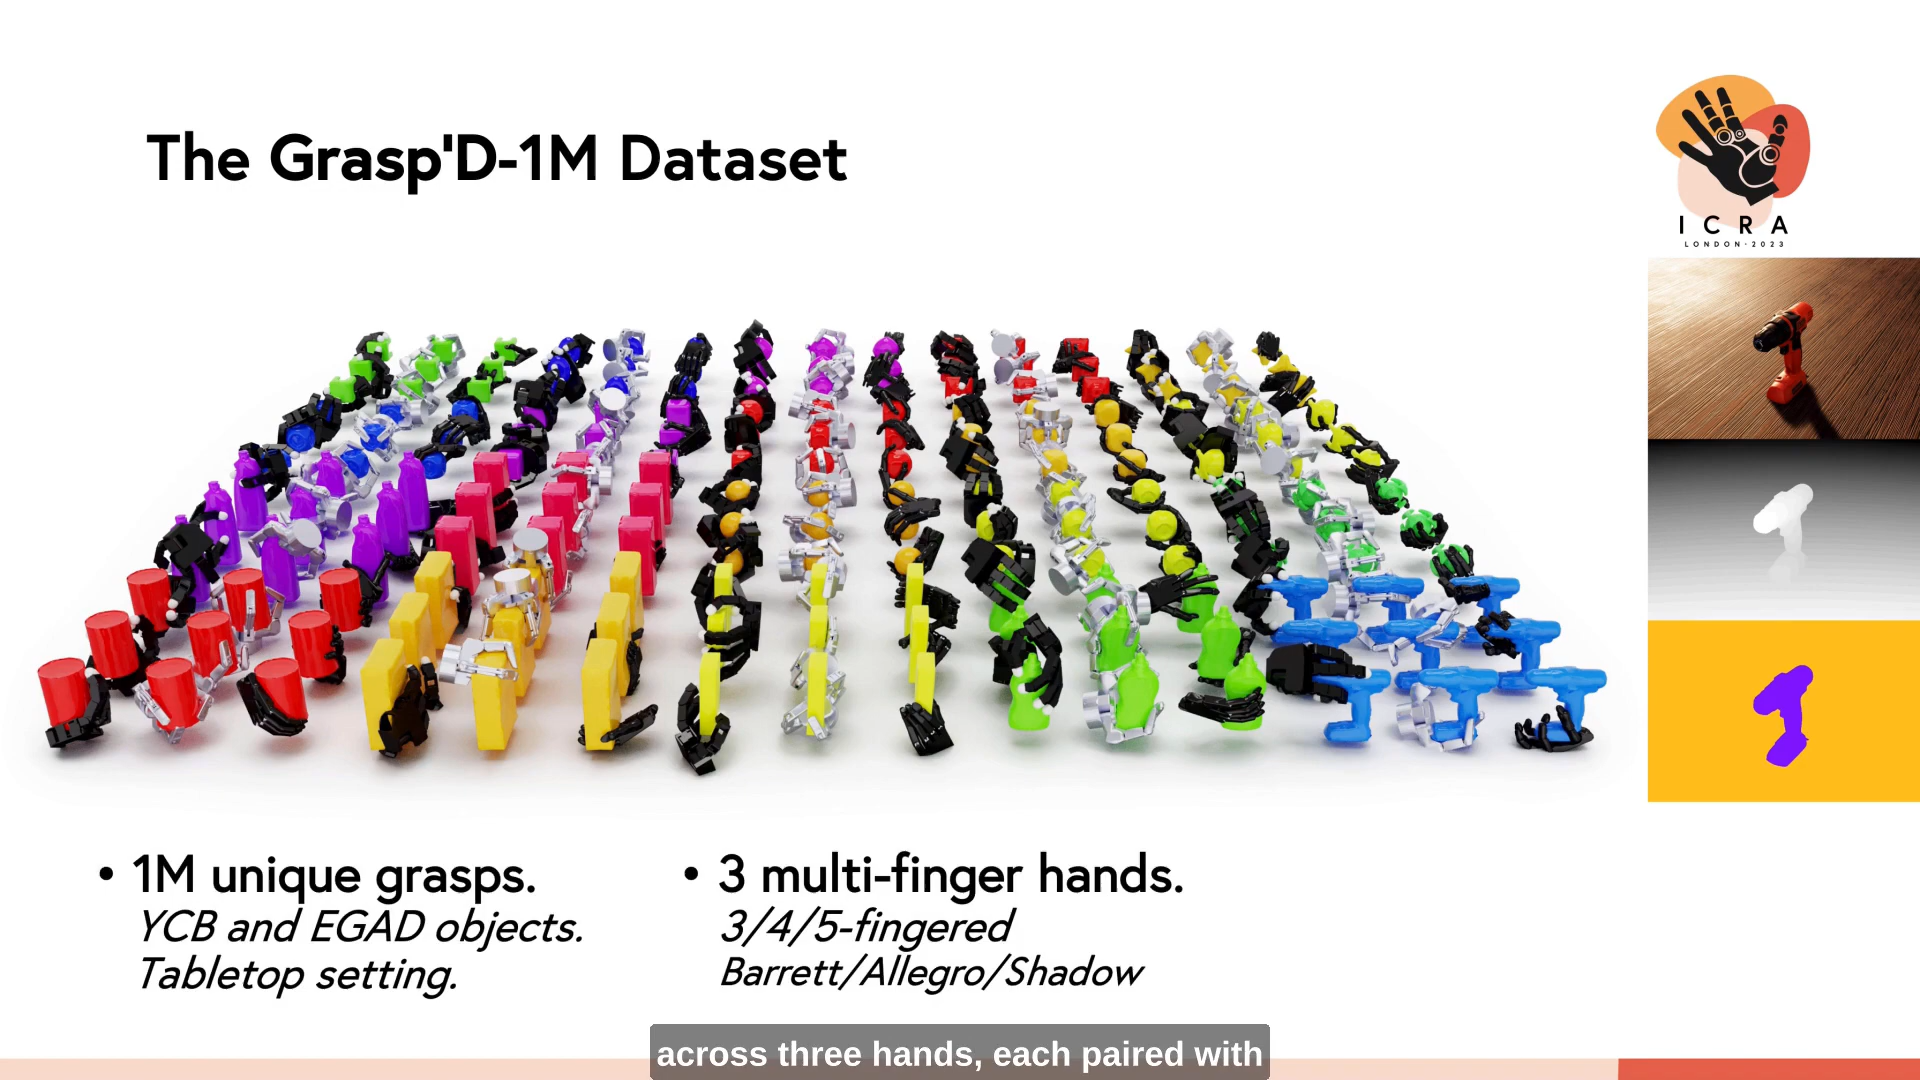 The Grasp'D-1M Dataset
ICRA
LONDON·2023
• 1M unique grasps.
YCB and EGAD objects.
Tabletop setting.
• 3 multi-finger hands.
3/4/5-fingered
Barrett/Allegro/Shadow
across three hands, each paired with